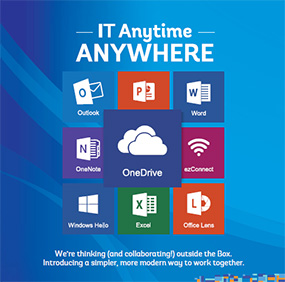 IT Anytime
ANYWHERE
Outlook
Word
OneNote
OneDrive
ezConnect
Windows Hello
Excel
Office Lens
We're thinking (and collaborating!) outside the Box.
Introducing a simpler, more modern way to work together.